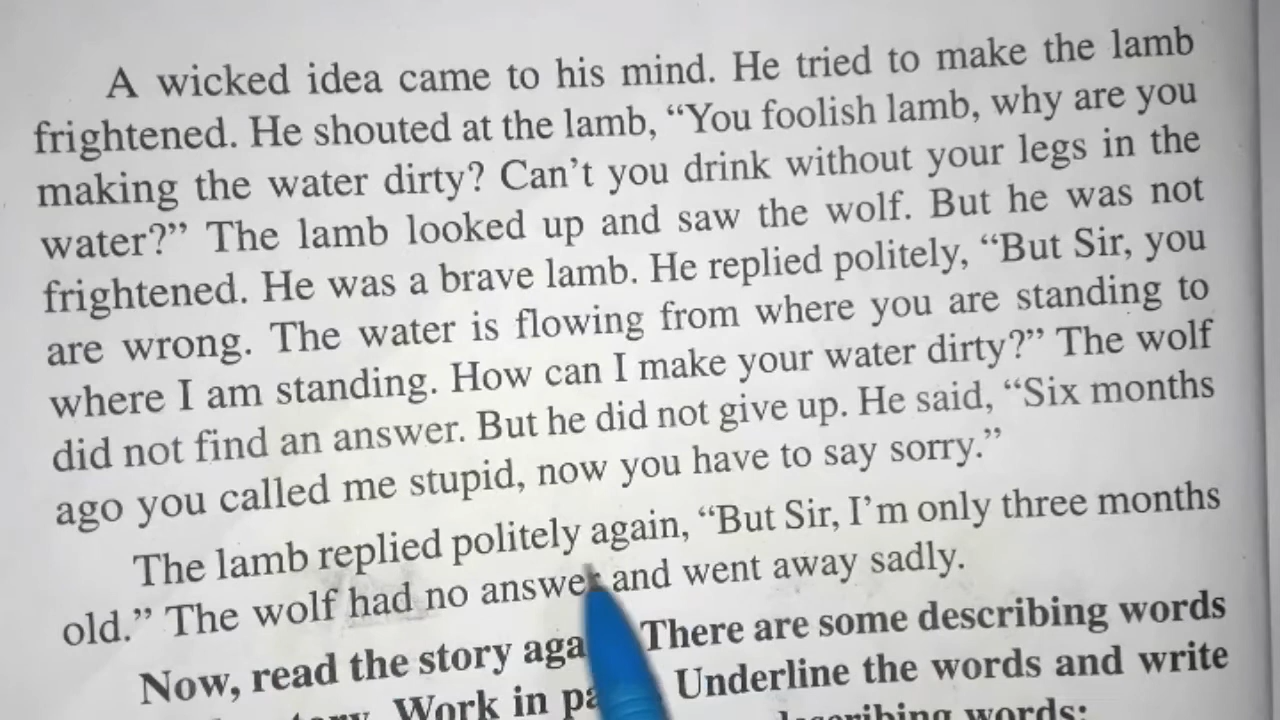 A wicked idea came to his mind. He tried to make the lamb
frightened. He shouted at the lamb, “You foolish lamb, why are you
making the water dirty? Can’t you drink without your legs in the
water?” The lamb looked up and saw the wolf. But he was not
frightened. He was a brave lamb. He replied politely, “But Sir, you
are wrong. The water is flowing from where you are standing to
where I am standing. How can I make your water dirty?” The wolf
did not find an answer. But he did not give up. He said, “Six months
ago you called me stupid, now you have to say sorry.”
The lamb replied politely again, “But Sir, I’m only three months
old.” The wolf had no answer and went away sadly.
Now, read the story aga There are some describing words
Work in pa Underline the words and write
words: